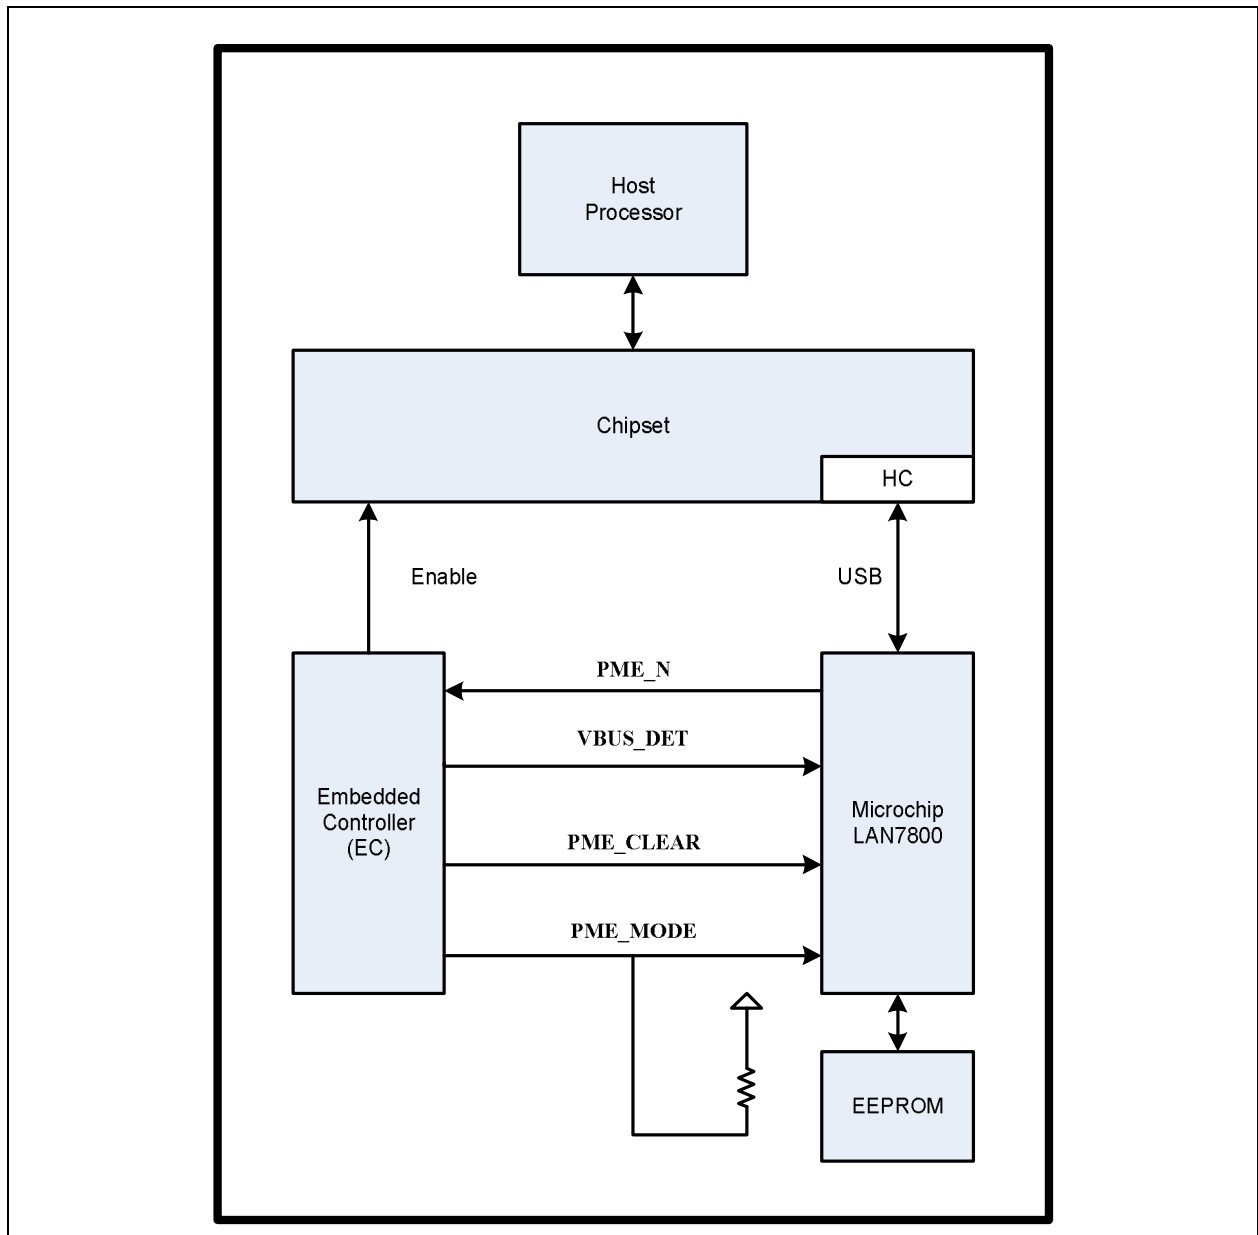 Host
Processor
Chipset
HC
Enable
USB
PME_N
VBUS_DET
Embedded
Controller
(EC)
Microchip
LAN7800
PME_CLEAR
PME_MODE
EEPROM